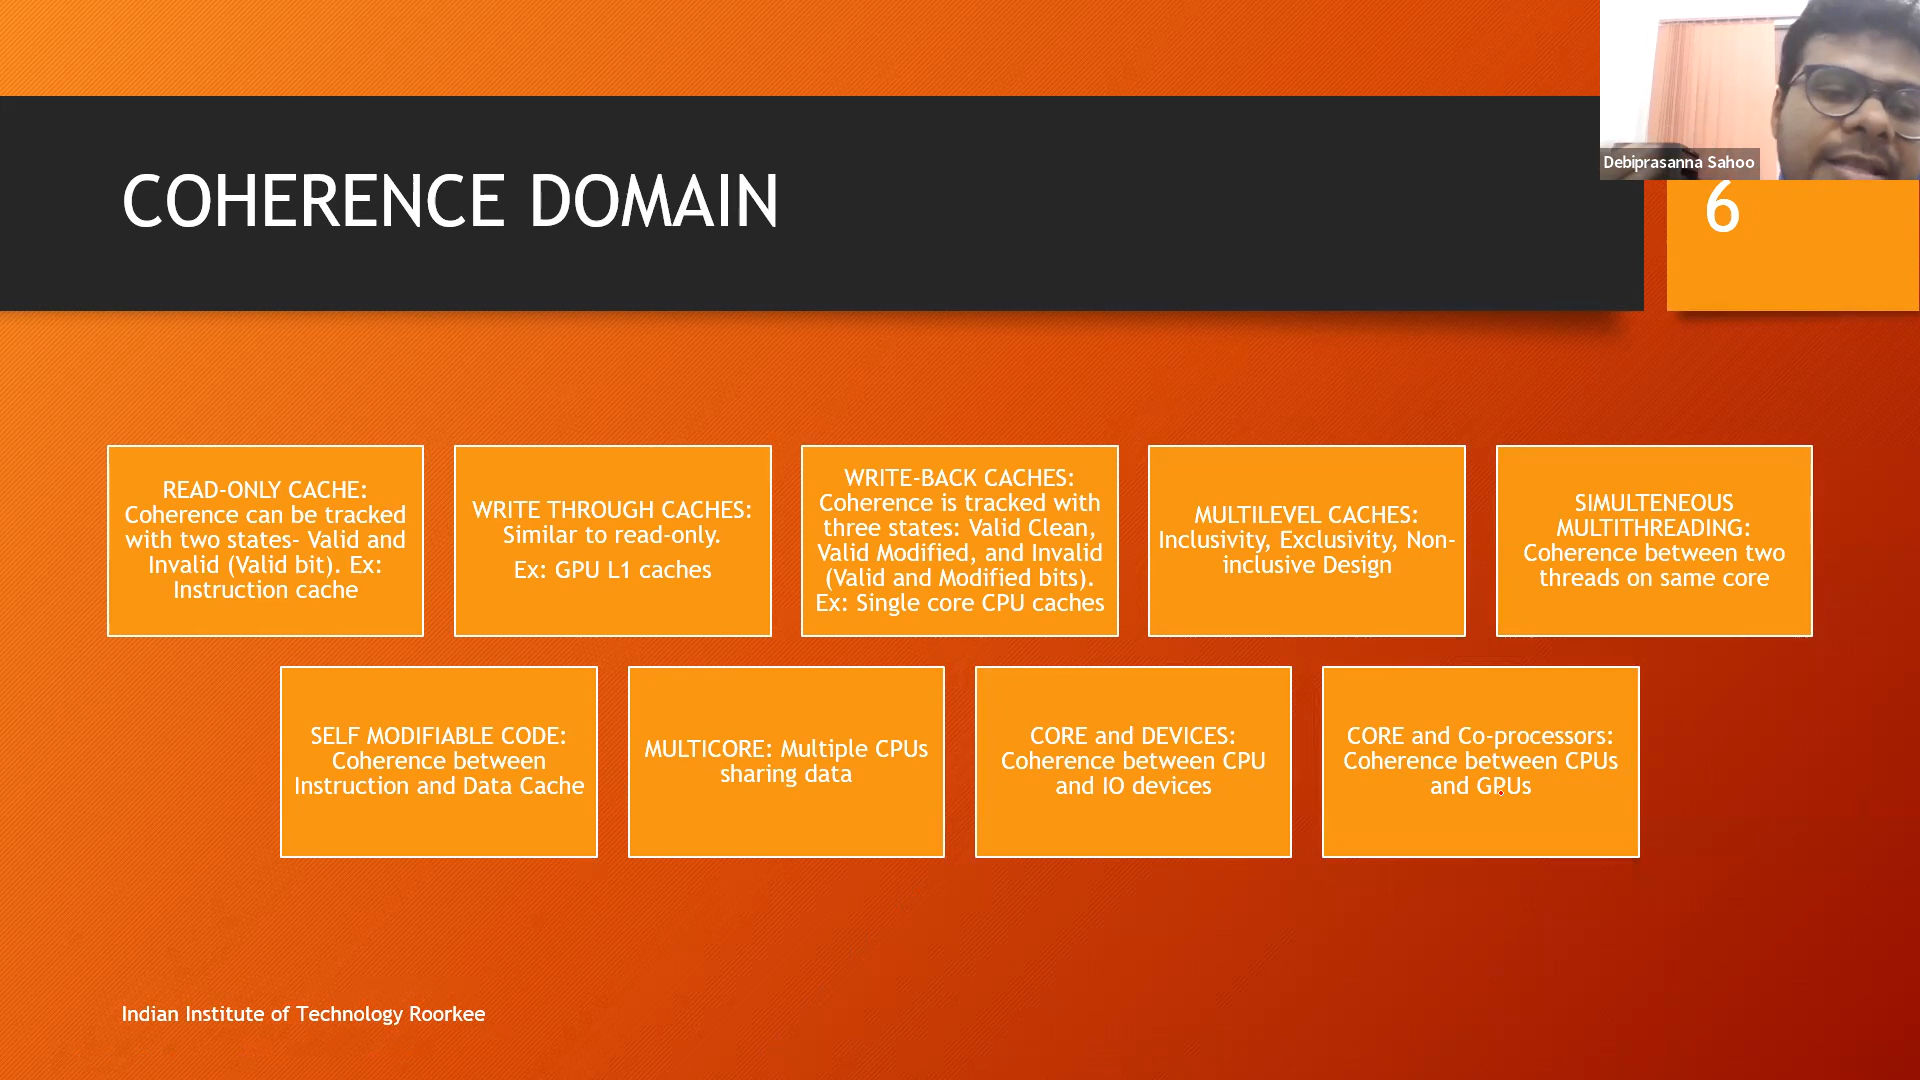 Debiprasanna Sahoo
COHERENCE DOMAIN
6
READ-ONLY CACHE:
Coherence can be tracked
with two states- Valid and
Invalid (Valid bit). Ex:
Instruction cache
WRITE THROUGH CACHES:
Similar to read-only.
Ex: GPU L1 caches
WRITE-BACK CACHES:
Coherence is tracked with
three states: Valid Clean,
Valid Modified, and Invalid
(Valid and Modified bits).
Ex: Single core CPU caches
MULTILEVEL CACHES:
Inclusivity, Exclusivity, Non-
inclusive Design
SIMULTENEOUS
MULTITHREADING:
Coherence between two
threads on same core
SELF MODIFIABLE CODE:
Coherence between
Instruction and Data Cache
MULTICORE: Multiple CPUs
sharing data
CORE and DEVICES:
Coherence between CPU
and IO devices
CORE and Co-processors:
Coherence between CPUs
and GPUs
Indian Institute of Technology Roorkee